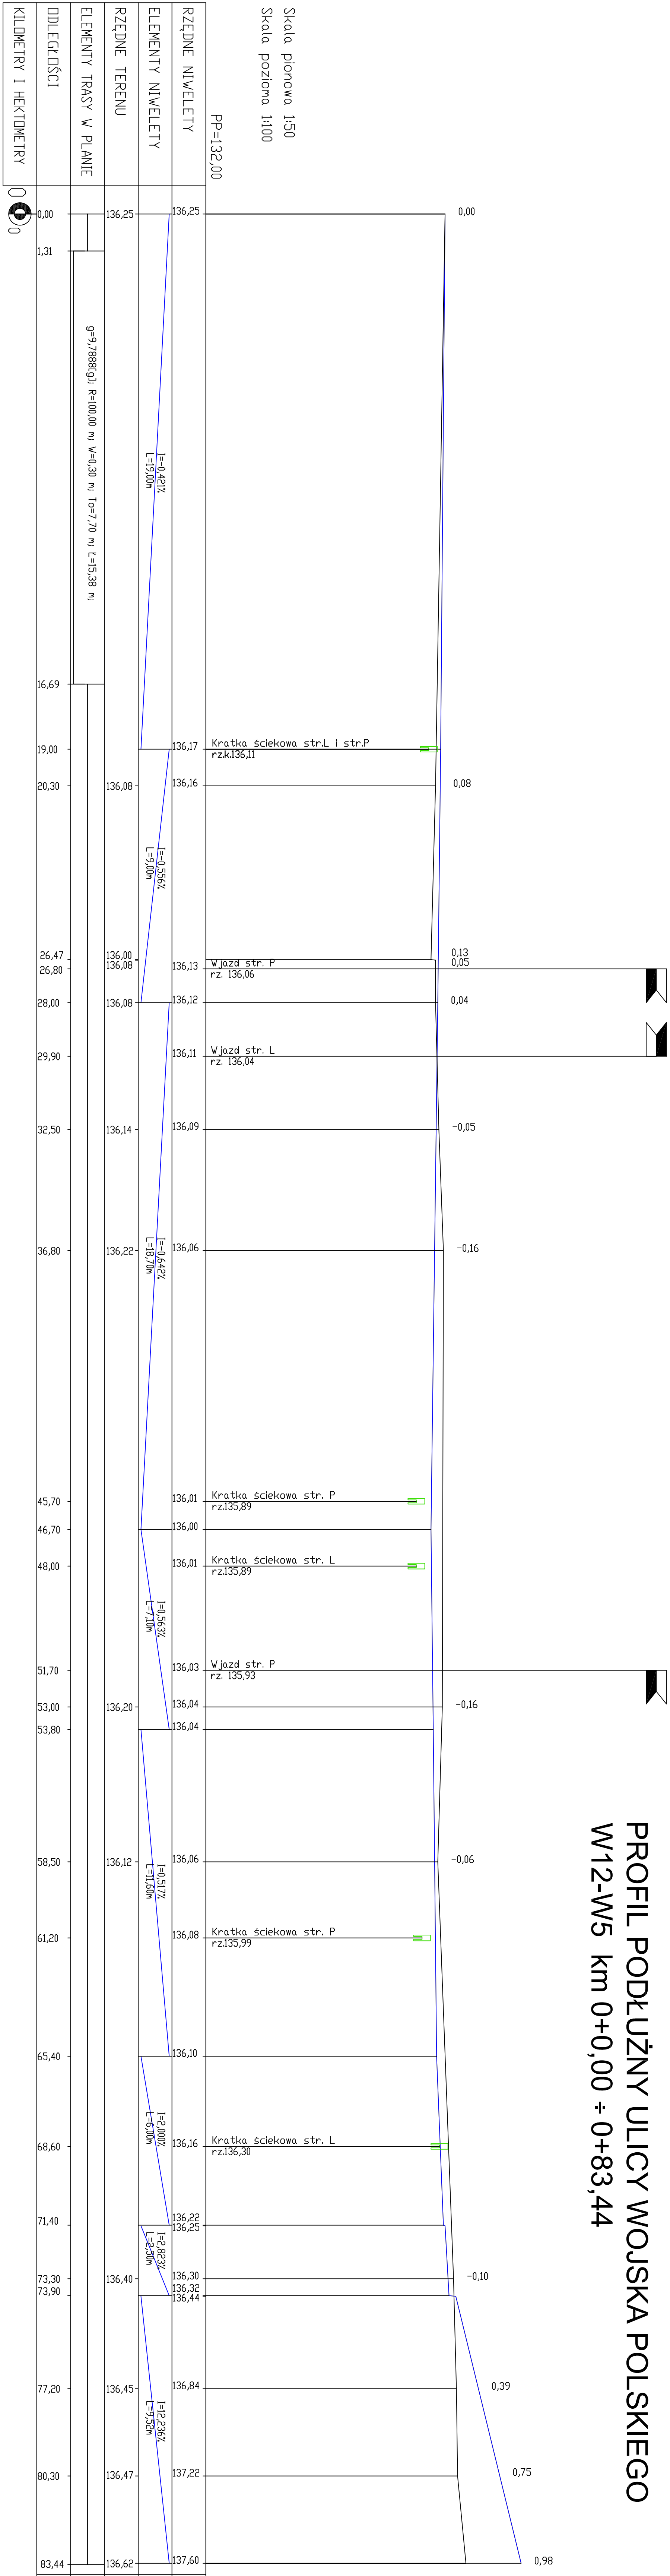 PROFIL PODŁUŻNY ULICY WOJSKA POLSKIEGO
W12-W5 km 0+0,00 ÷ 0+83,44
Skala pionowa 1:50
Skala pozioma 1:100
PP=132,00
0,00
0,08
0,13
0,05
0,04
-0,05
-0,16
-0,16
-0,06
-0,10
0,39
0,75
0,98
Kratka ściekowa str.L i str.P
rz.k.136,11
Wjazd str. P
rz. 136,06
Wjazd str. L
rz. 136,04
Kratka ściekowa str. P
rz.135,89
Kratka ściekowa str. L
rz.135,89
Wjazd str. P
rz. 135,93
Kratka ściekowa str. P
rz.135,99
Kratka ściekowa str. L
rz.136,30
RZĘDNE NIWELETY
136,25
136,17
136,16
136,13
136,12
136,11
136,09
136,06
136,01
136,00
136,01
136,03
136,04
136,04
136,06
136,08
136,10
136,16
136,22
136,25
136,30
136,32
136,44
136,84
137,22
137,60
ELEMENTY NIWELETY
I=-0,421%
L=19,00m
I=-0,556%
L=9,00m
I=-0,642%
L=18,70m
I=0,563%
L=7,10m
I=0,517%
L=11,60m
I=2,000%
L=6,00m
I=2,823%
L=2,50m
I=12,236%
L=9,52m
RZĘDNE TERENU
136,25
136,08
136,00
136,08
136,08
136,14
136,22
136,20
136,12
136,40
136,45
136,47
136,62
ELEMENTY TRASY W PLANIE
g=9,7888[g]; R=100,00 m; W=0,30 m; To=7,70 m; Ł=15,38 m;
ODLEGŁOŚCI
0,00
1,31
16,69
19,00
20,30
26,47
26,80
28,00
29,90
32,50
36,80
45,70
46,70
48,00
51,70
53,00
53,80
58,50
61,20
65,40
68,60
71,40
73,30
73,90
77,20
80,30
83,44
KILOMETRY I HEKTOMETRY
0
0